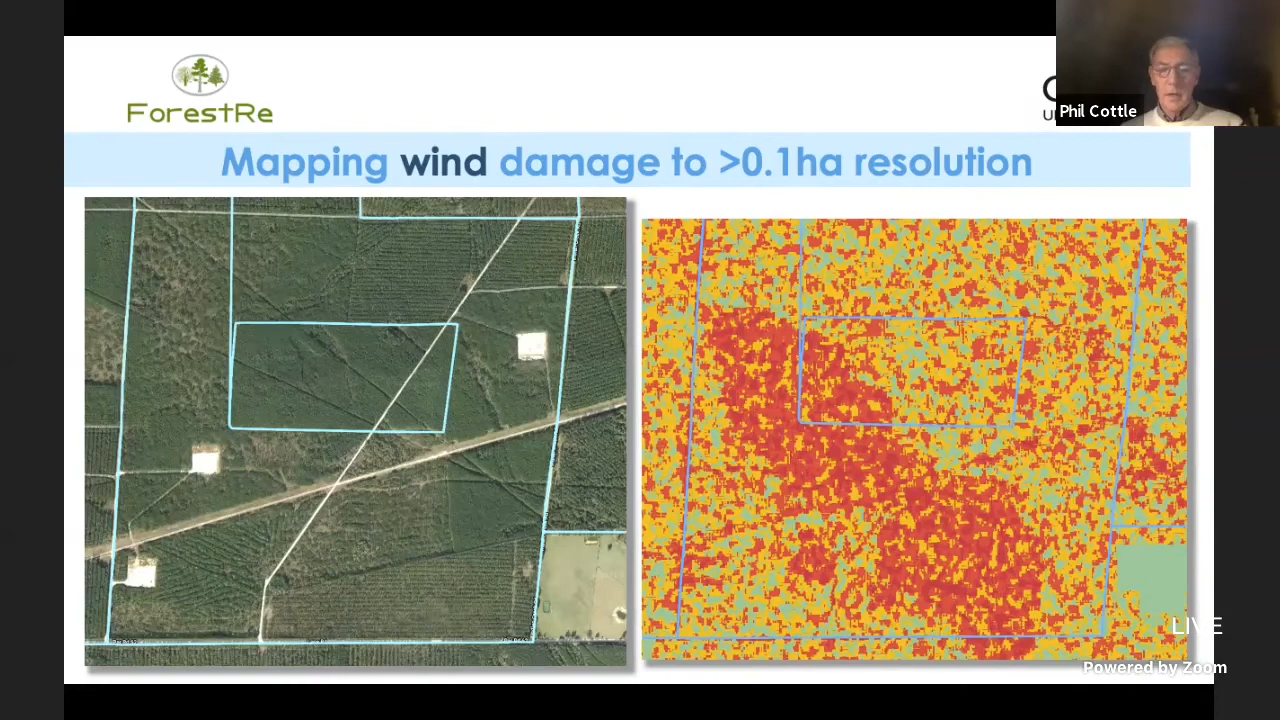 ForestRe
Phil Cottle
Mapping wind damage to >0.1ha resolution
LIVE
Powered by Zoom